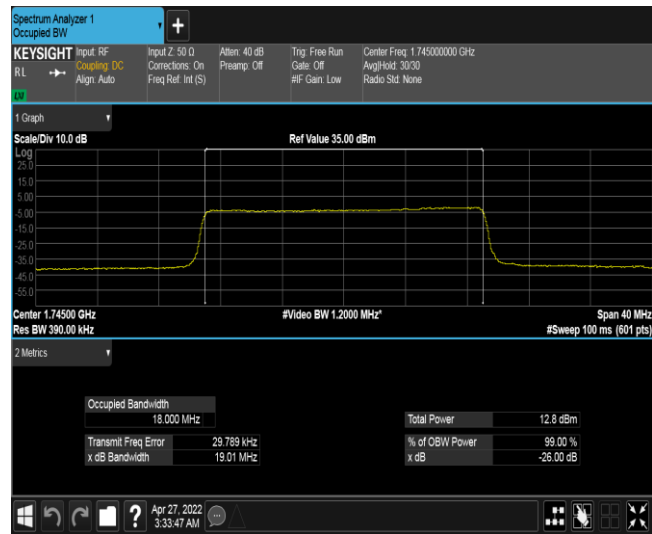 Spectrum Analyzer 1
Occupied BW
+
KEYSIGHT
RL
Input: RF
Coupling: DC
Align: Auto
Input Z: 50 Ω
Corrections: On
Freq Ref: Int (S)
Atten: 40 dB
Preamp: Off
Trig: Free Run
Gate: Off
#IF Gain: Low
Center Freq: 1.745000000 GHz
Avg|Hold: 30/30
Radio Std: None
1 Graph
Scale/Div 10.0 dB
Ref Value 35.00 dBm
Log
25.0
15.0
5.00
-5.00
-15.0
-25.0
-35.0
-45.0
-55.0
Center 1.74500 GHz
#Video BW 1.2000 MHz*
Span 40 MHz
Res BW 390.00 kHz
#Sweep 100 ms (601 pts)
2 Metrics
Occupied Bandwidth
18.000 MHz
Total Power 12.8 dBm
Transmit Freq Error 29.789 kHz
% of OBW Power 99.00 %
x dB Bandwidth 19.01 MHz
x dB -26.00 dB
?
Apr 27, 2022
3:33:47 AM